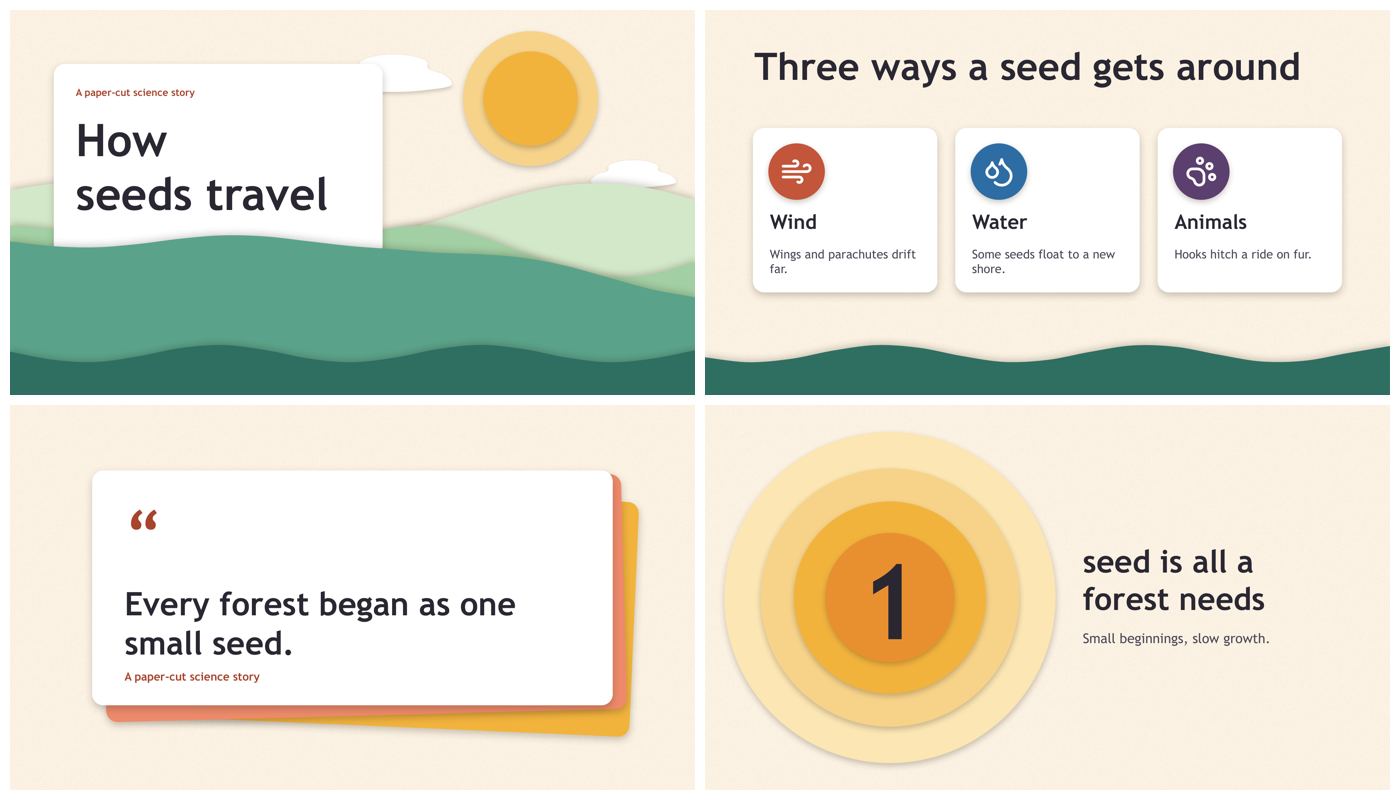 A paper-cut science story
How
seeds travel
Three ways a seed gets around
Wind
Wings and parachutes drift
far.
Water
Some seeds float to a new
shore.
Animals
Hooks hitch a ride on fur.
“
Every forest began as one
small seed.
A paper-cut science story
1
seed is all a
forest needs
Small beginnings, slow growth.